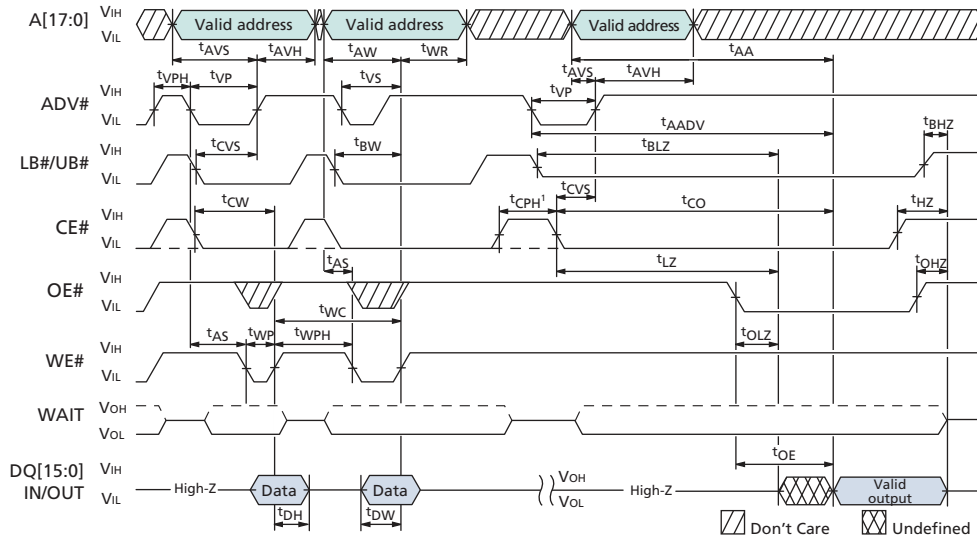 A[17:0] VIH VIL Valid address Valid address Valid address
tAVS tAVH tAW tWR tAA
tAVS tAVH
ADV# VIH VIL tVPH tVP tVS tVP
tAADV
LB#/UB# VIH VIL tCVS tBW tBLZ tBHZ
CE# VIH VIL tCW tCPH¹ tCVS tCO tHZ
tAS tLZ
OE# VIH VIL tWC tOHZ
WE# VIH VIL tAS tWP tWPH tOLZ
WAIT VOH VOL
tOE
DQ[15:0] IN/OUT VIH VIL High-Z Data Data VOH VOL High-Z Valid output
tDH tDW
Don't Care Undefined